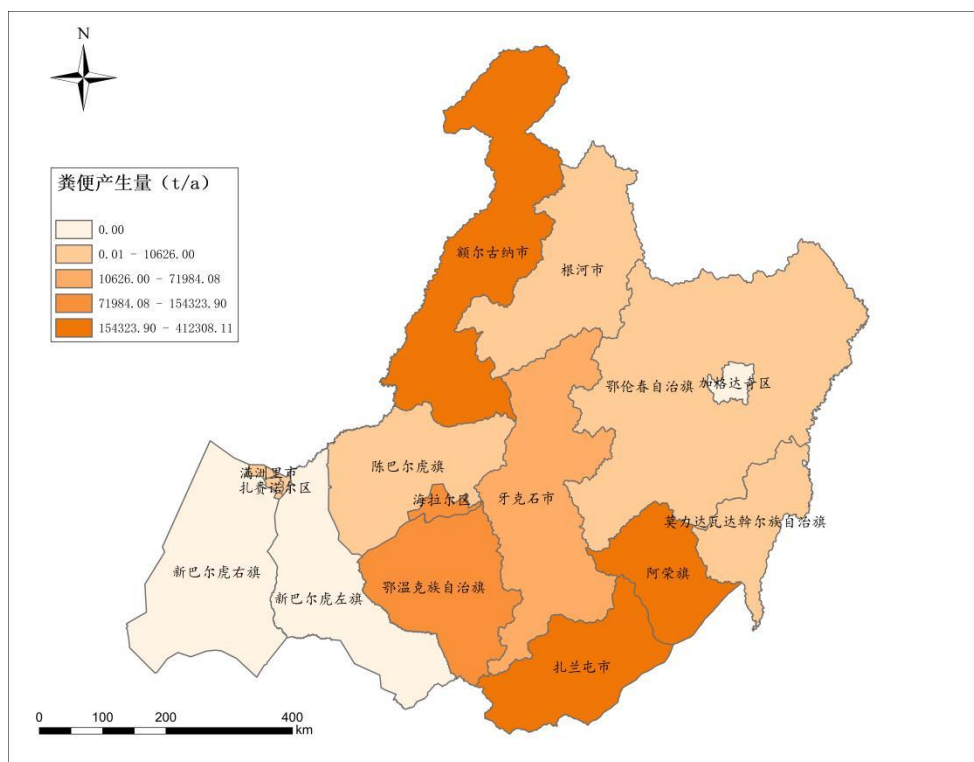 N
粪便产生量（t/a）
0.00
0.01 - 10626.00
10626.00 - 71984.08
71984.08 - 154323.90
154323.90 - 412308.11
额尔古纳市
根河市
鄂伦春自治旗
加格达奇区
陈巴尔虎旗
满洲里市
扎赉诺尔区
海拉尔区
牙克石市
莫力达瓦达斡尔族自治旗
新巴尔虎右旗
新巴尔虎左旗
鄂温克族自治旗
阿荣旗
扎兰屯市
0 100 200 400
km